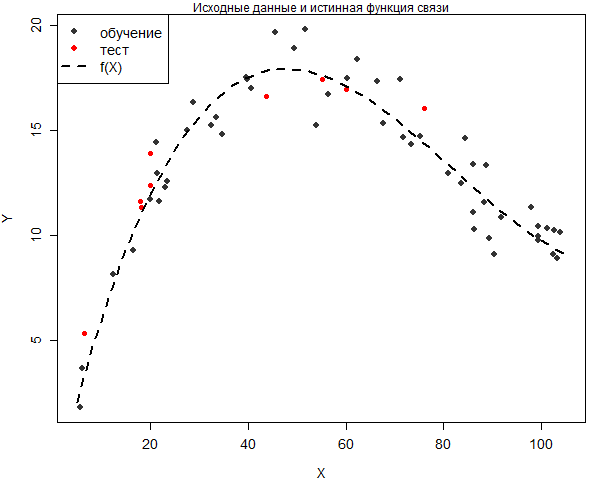 Исходные данные и истинная функция связи
обучение
тест
f(X)
20
15
10
5
Y
20 40 60 80 100
X